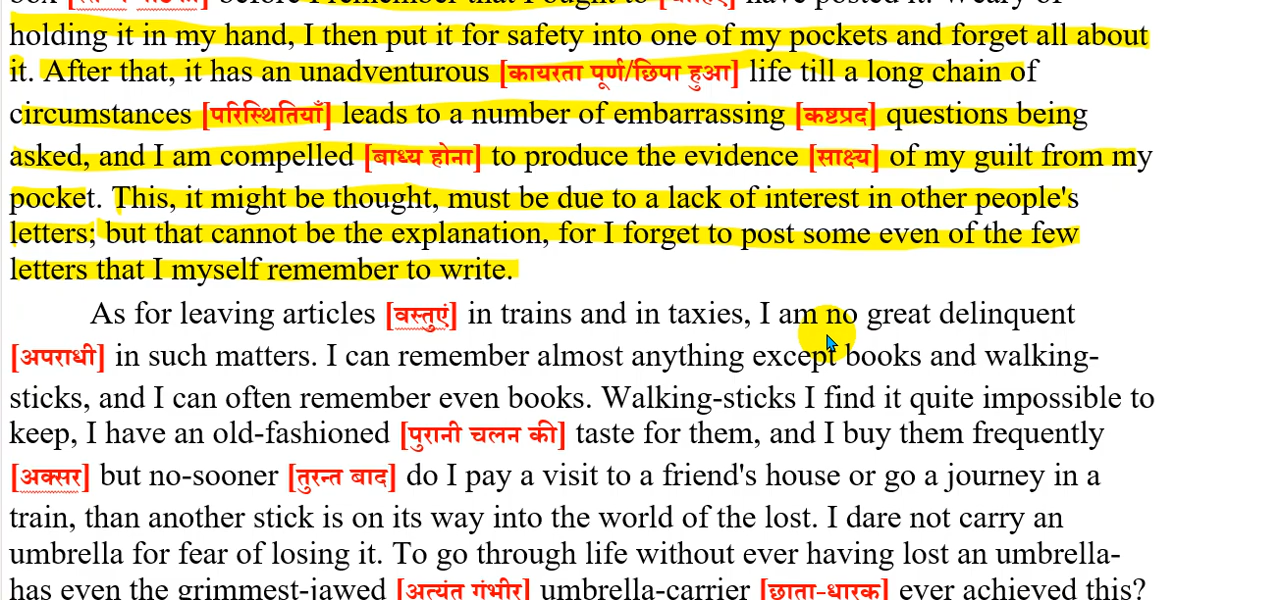 before I remember that I ought to [चाहिए] have posted it. Weary of
holding it in my hand, I then put it for safety into one of my pockets and forget all about
it. After that, it has an unadventurous [कायरता पूर्ण/छिपा हुआ] life till a long chain of
circumstances [परिस्थितियाँ] leads to a number of embarrassing [कष्टप्रद] questions being
asked, and I am compelled [बाध्य होना] to produce the evidence [साक्ष्य] of my guilt from my
pocket. This, it might be thought, must be due to a lack of interest in other people's
letters; but that cannot be the explanation, for I forget to post some even of the few
letters that I myself remember to write.
As for leaving articles [वस्तुएं] in trains and in taxies, I am no great delinquent
[अपराधी] in such matters. I can remember almost anything except books and walking-
sticks, and I can often remember even books. Walking-sticks I find it quite impossible to
keep, I have an old-fashioned [पुरानी चलन की] taste for them, and I buy them frequently
[अक्सर] but no-sooner [तुरन्त बाद] do I pay a visit to a friend's house or go a journey in a
train, than another stick is on its way into the world of the lost. I dare not carry an
umbrella for fear of losing it. To go through life without ever having lost an umbrella-
has even the grimmest-jawed [अत्यंत गंभीर] umbrella-carrier [छाता-धारक] ever achieved this?